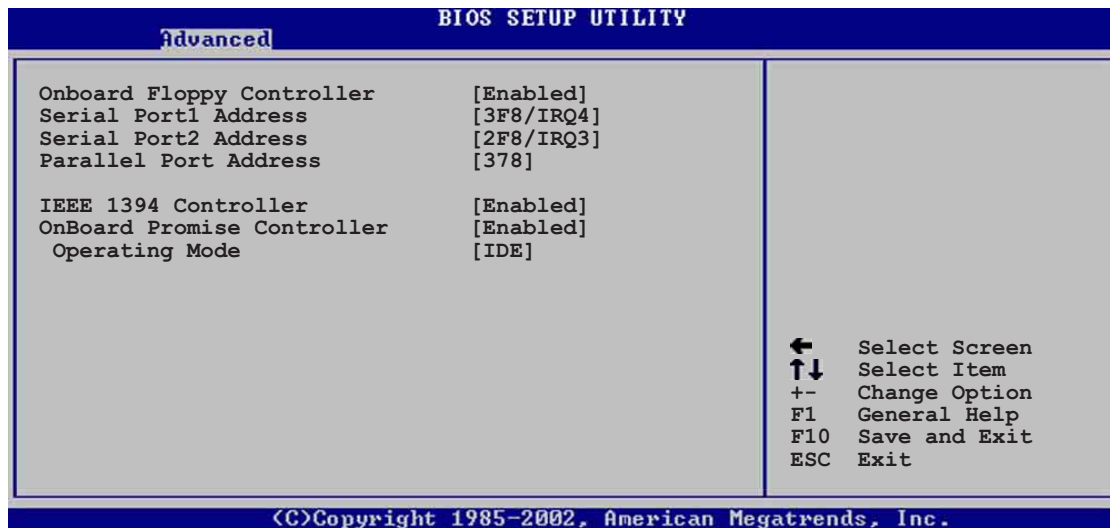 BIOS SETUP UTILITY
Advanced
Onboard Floppy Controller [Enabled]
Serial Port1 Address [3F8/IRQ4]
Serial Port2 Address [2F8/IRQ3]
Parallel Port Address [378]
IEEE 1394 Controller [Enabled]
OnBoard Promise Controller [Enabled]
Operating Mode [IDE]
← Select Screen
↑↓ Select Item
+- Change Option
F1 General Help
F10 Save and Exit
ESC Exit
(C)Copyright 1985-2002, American Megatrends, Inc.